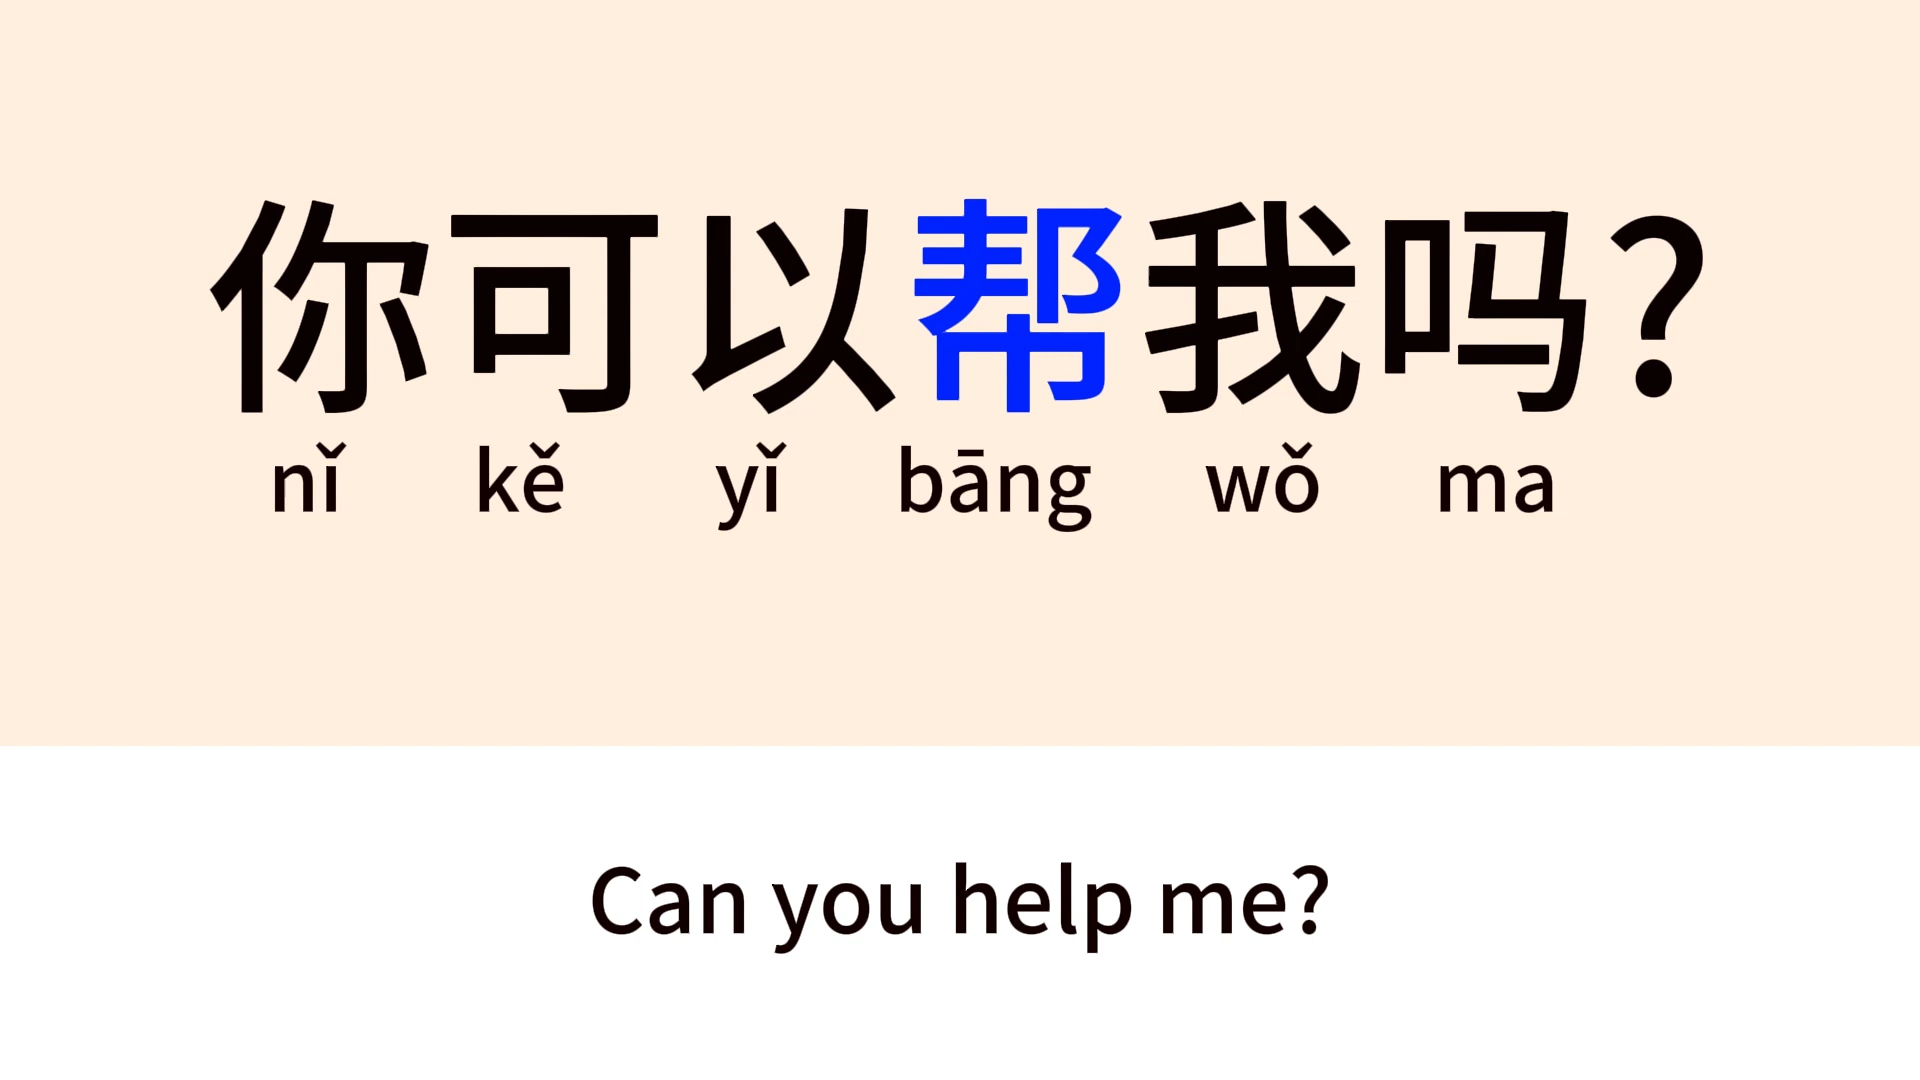 你可以帮我吗?
nǐ kě yǐ bāng wǒ ma
Can you help me?